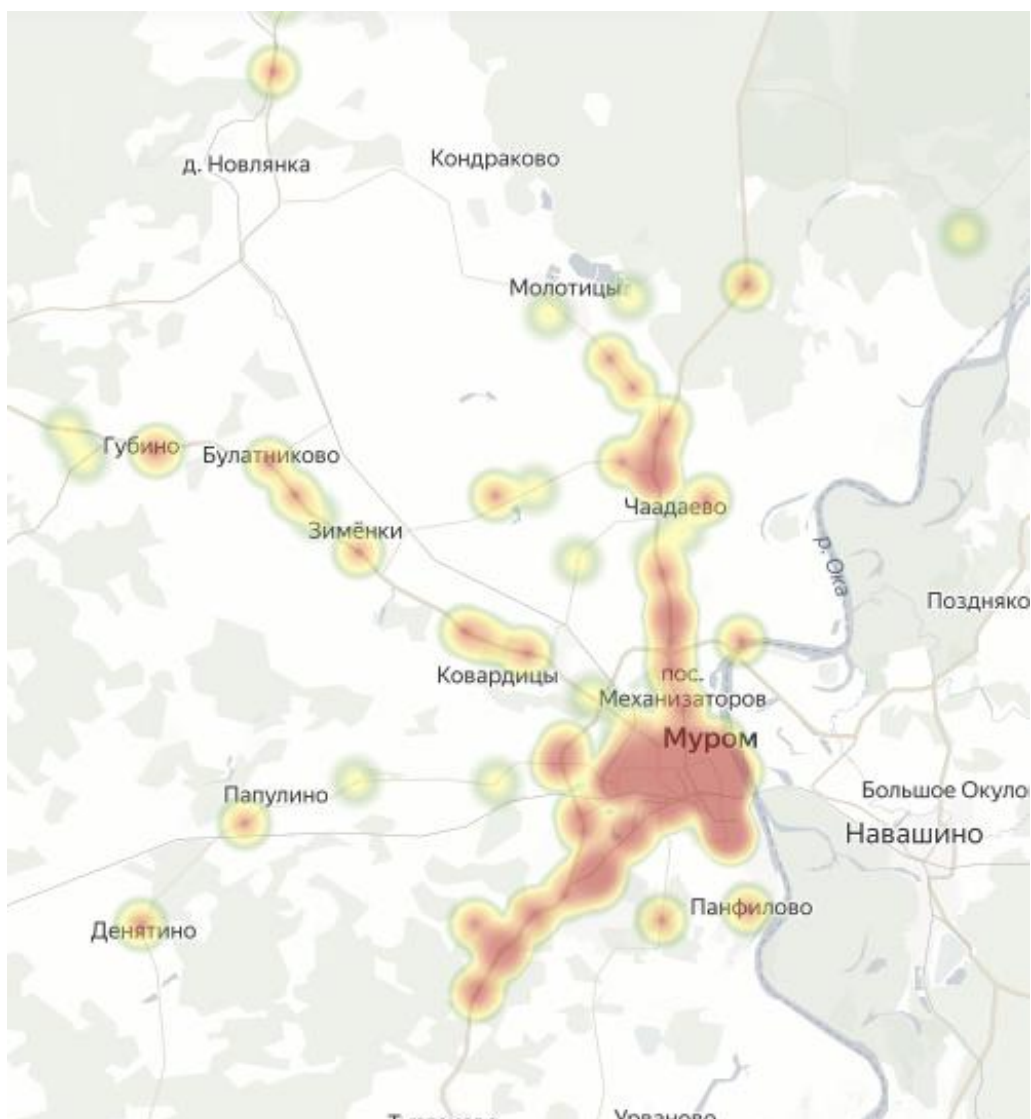 д. Новлянка
Кондраково
Молотицы
Губино
Булатниково
Чаадаево
Зимёнки
р. Ока
Поздняко
Ковардицы
пос.
Механизаторов
Муром
Папулино
Большое Окуло
Навашино
Панфилово
Денятино
Урваново